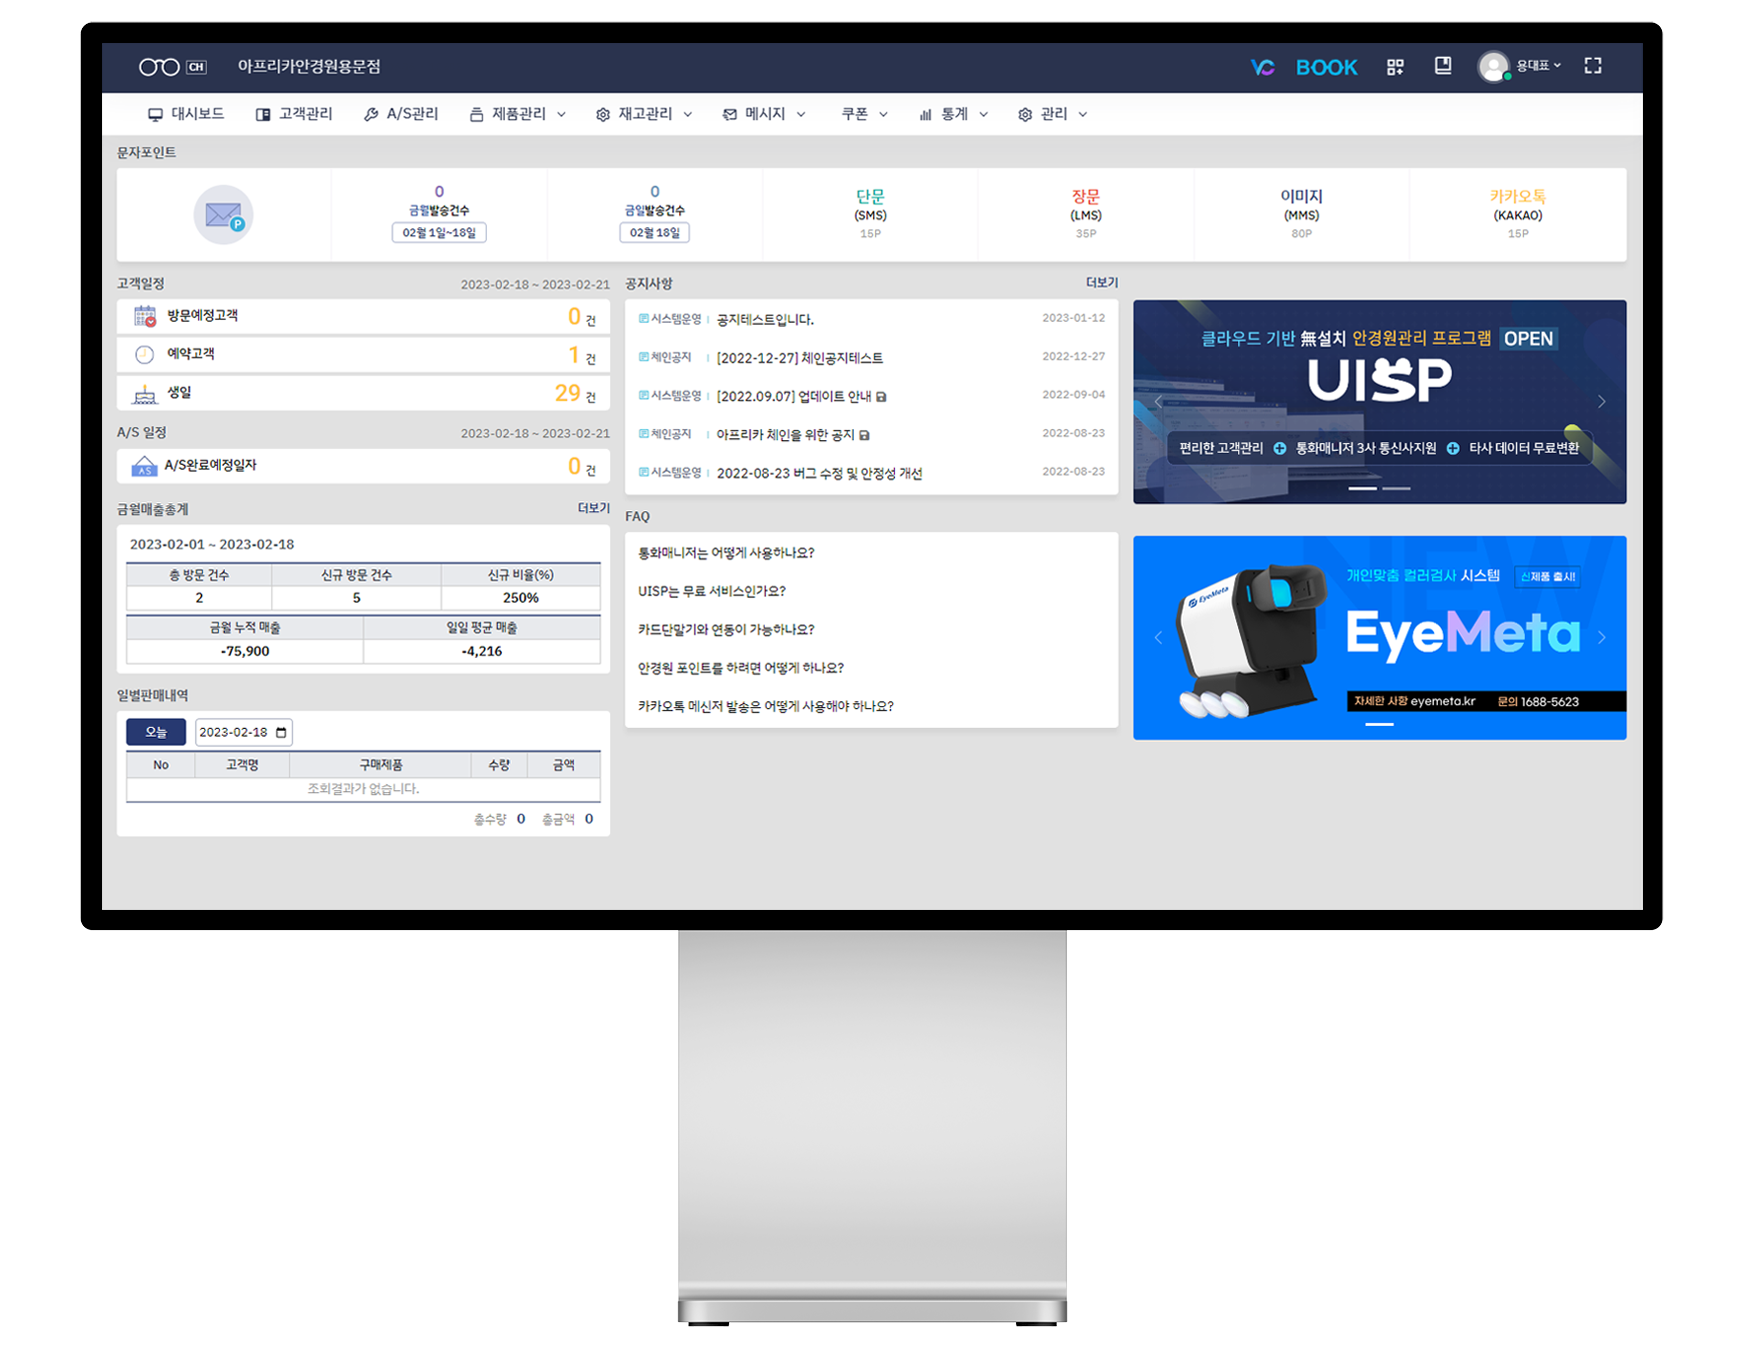 CH 아프리카안경원용문점 VC BOOK 용대표
대시보드 고객관리 A/S관리 제품관리 재고관리 메시지 쿠폰 통계 관리
문자포인트
P
0
금월발송건수
02월 1일~18일
0
금일발송건수
02월 18일
단문
(SMS)
15P
장문
(LMS)
35P
이미지
(MMS)
80P
카카오톡
(KAKAO)
15P
고객일정 2023-02-18 ~ 2023-02-21
방문예정고객 0 건
예약고객 1 건
생일 29 건
A/S 일정 2023-02-18 ~ 2023-02-21
AS A/S완료예정일자 0 건
금월매출총계 더보기
2023-02-01 ~ 2023-02-18
총 방문 건수 신규 방문 건수 신규 비율(%)
2 5 250%
금월 누적 매출 일일 평균 매출
-75,900 -4,216
일별판매내역
오늘 2023-02-18
No 고객명 구매제품 수량 금액
조회결과가 없습니다.
총수량 0 총금액 0
공지사항 더보기
시스템운영 공지테스트입니다. 2023-01-12
체인공지 [2022-12-27] 체인공지테스트 2022-12-27
시스템운영 [2022.09.07] 업데이트 안내 2022-09-04
체인공지 아프리카 체인을 위한 공지 2022-08-23
시스템운영 2022-08-23 버그 수정 및 안정성 개선 2022-08-23
FAQ
통화매니저는 어떻게 사용하나요?
UISP는 무료 서비스인가요?
카드단말기와 연동이 가능하나요?
안경원 포인트를 하려면 어떻게 하나요?
카카오톡 메신저 발송은 어떻게 사용해야 하나요?
클라우드 기반 無설치 안경원관리 프로그램 OPEN
UISP
편리한 고객관리 통화매니저 3사 통신사지원 타사 데이터 무료변환
NEW
개인맞춤 컬러검사 시스템 신제품 출시!
EyeMeta
EyeMeta
자세한 사항 eyemeta.kr 문의 1688-5623